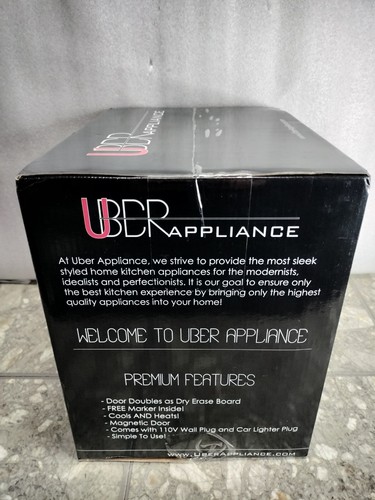 UBERAPPLIANCE
UBERAPPLIANCE
At Uber Appliance, we strive to provide the most sleek
styled home kitchen appliances for the modernists,
idealists and perfectionists. It is our goal to ensure only
the best kitchen experience by bringing only the highest
quality appliances into your home!
WELCOME TO UBER APPLIANCE
PREMIUM FEATURES
- Door Doubles as Dry Erase Board
- FREE Marker Inside!
- Cools AND Heats!
- Magnetic Door
- Comes with 110V Wall Plug and Car Lighter Plug
- Simple To Use!
www.UberAppliance.com